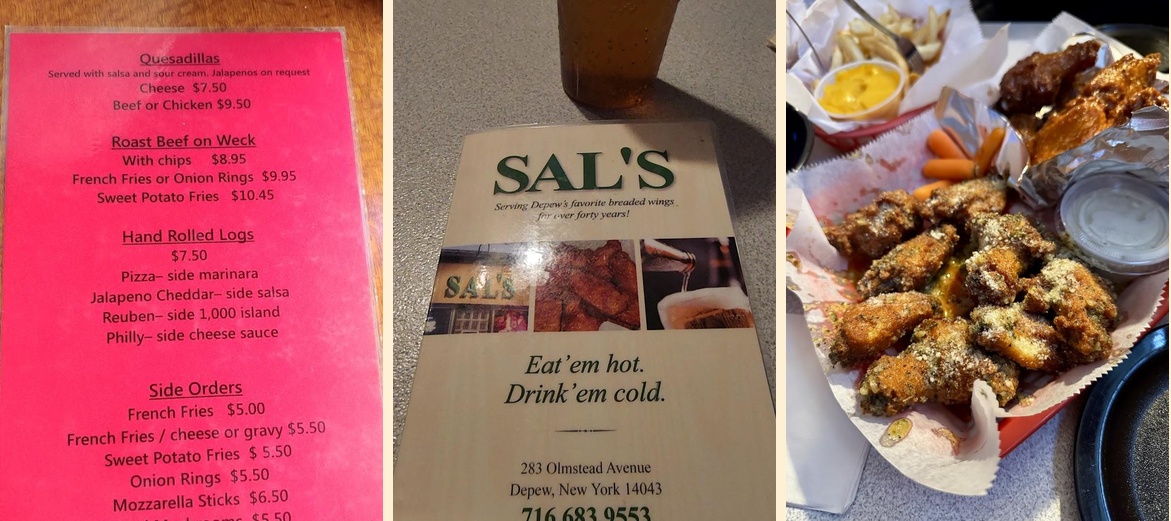 Quesadillas
Served with salsa and sour cream. Jalapenos on request
Cheese $7.50
Beef or Chicken $9.50
Roast Beef on Weck
With chips $8.95
French Fries or Onion Rings $9.95
Sweet Potato Fries $10.45
Hand Rolled Logs
$7.50
Pizza– side marinara
Jalapeno Cheddar– side salsa
Reuben– side 1,000 island
Philly– side cheese sauce
Side Orders
French Fries $5.00
French Fries / cheese or gravy $5.50
Sweet Potato Fries $ 5.50
Onion Rings $5.50
Mozzarella Sticks $6.50
$5.50
SAL'S
Serving Depew's favorite breaded wings
for over forty years!
SAL'S
Eat'em hot.
Drink'em cold.
283 Olmstead Avenue
Depew, New York 14043
716.683.9553